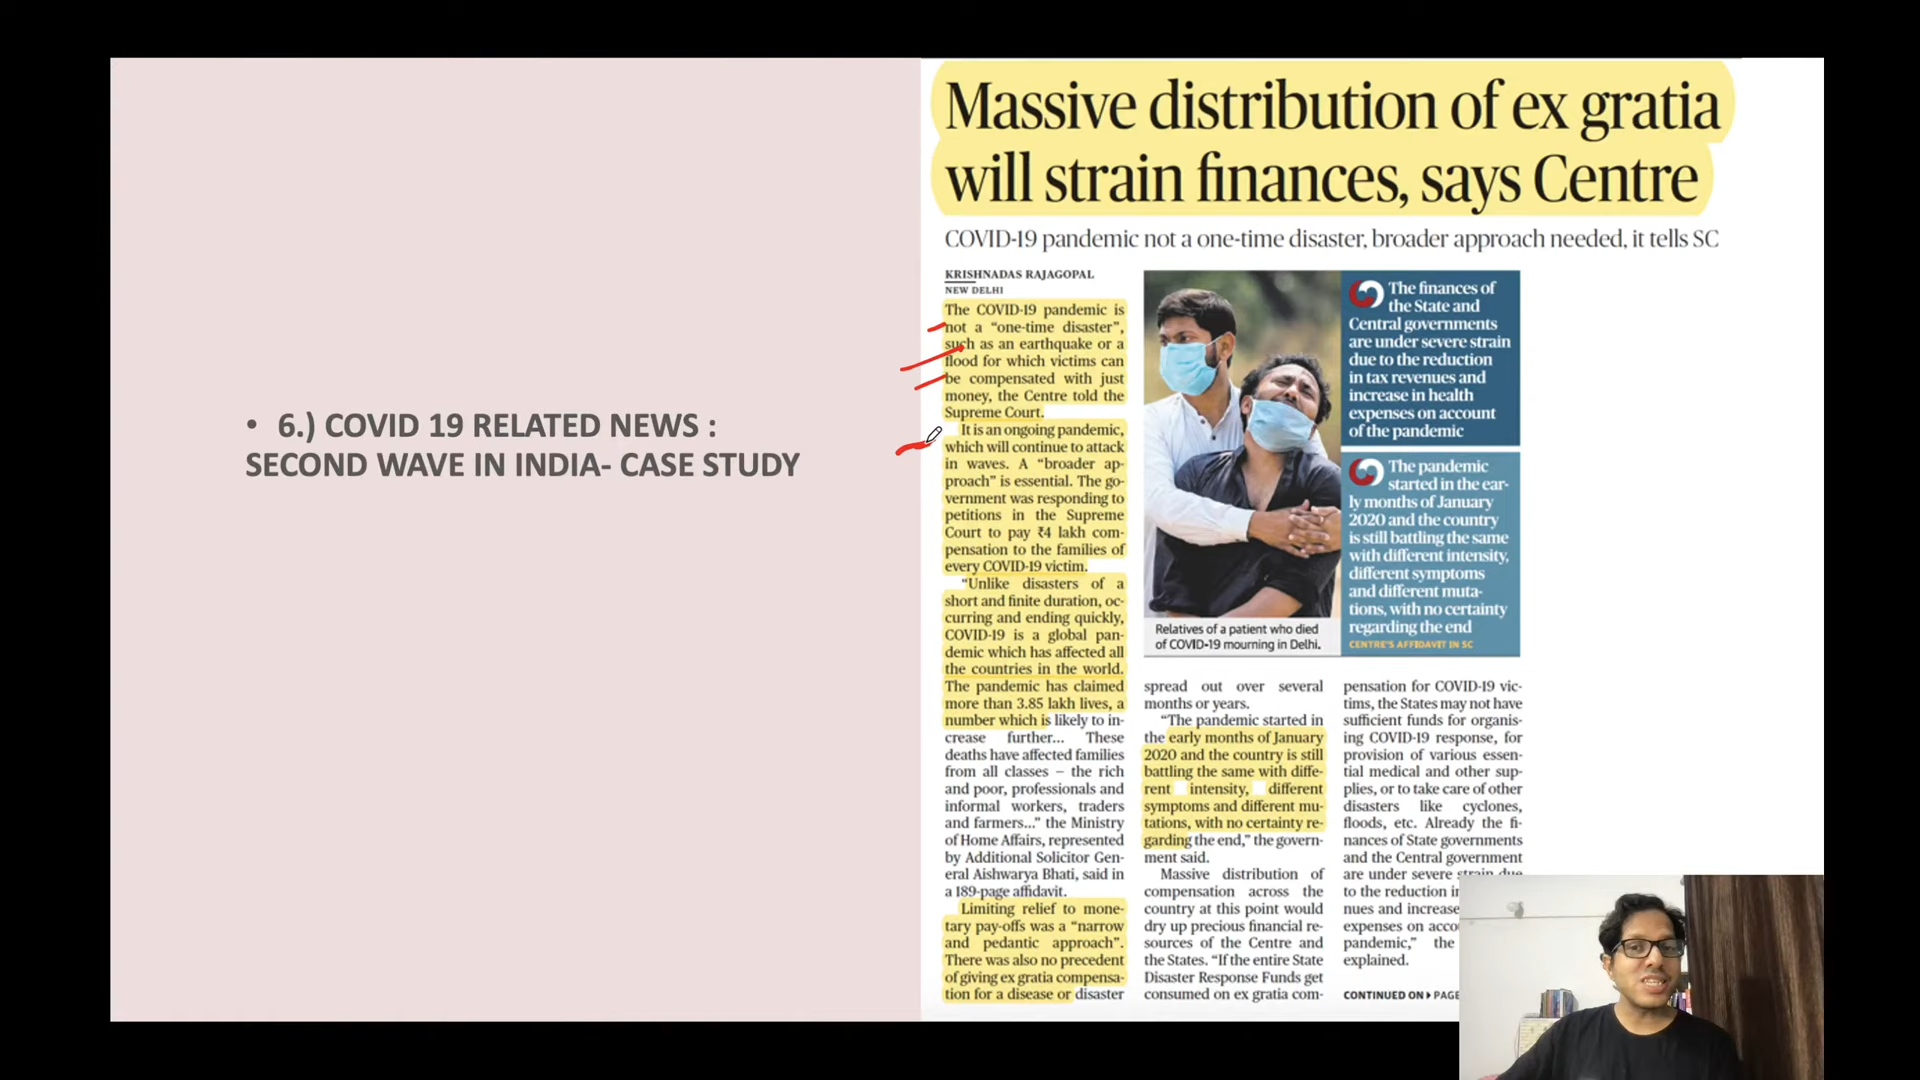 • 6.) COVID 19 RELATED NEWS :
SECOND WAVE IN INDIA- CASE STUDY
Massive distribution of ex gratia
will strain finances, says Centre
COVID-19 pandemic not a one-time disaster, broader approach needed, it tells SC
KRISHNADAS RAJAGOPAL
NEW DELHI
The COVID-19 pandemic is
not a “one-time disaster”,
such as an earthquake or a
flood for which victims can
be compensated with just
money, the Centre told the
Supreme Court.
It is an ongoing pandemic,
which will continue to attack
in waves. A “broader ap-
proach” is essential. The go-
vernment was responding to
petitions in the Supreme
Court to pay ₹4 lakh com-
pensation to the families of
every COVID-19 victim.
“Unlike disasters of a
short and finite duration, oc-
curring and ending quickly,
COVID-19 is a global pan-
demic which has affected all
the countries in the world.
The pandemic has claimed
more than 3.85 lakh lives, a
number which is likely to in-
crease further... These
deaths have affected families
from all classes – the rich
and poor, professionals and
informal workers, traders
and farmers...” the Ministry
of Home Affairs, represented
by Additional Solicitor Gen-
eral Aishwarya Bhati, said in
a 189-page affidavit.
Limiting relief to mone-
tary pay-offs was a “narrow
and pedantic approach”.
There was also no precedent
of giving ex gratia compensa-
tion for a disease or disaster
Relatives of a patient who died
of COVID-19 mourning in Delhi.
The finances of
the State and
Central governments
are under severe strain
due to the reduction
in tax revenues and
increase in health
expenses on account
of the pandemic
The pandemic
started in the ear-
ly months of January
2020 and the country
is still battling the same
with different intensity,
different symptoms
and different muta-
tions, with no certainty
regarding the end
CENTRE'S AFFIDAVIT IN SC
spread out over several
months or years.
“The pandemic started in
the early months of January
2020 and the country is still
battling the same with diffe-
rent intensity, different
symptoms and different mu-
tations, with no certainty re-
garding the end,” the govern-
ment said.
Massive distribution of
compensation across the
country at this point would
dry up precious financial re-
sources of the Centre and
the States. “If the entire State
Disaster Response Funds get
consumed on ex gratia com-
pensation for COVID-19 vic-
tims, the States may not have
sufficient funds for organis-
ing COVID-19 response, for
provision of various essen-
tial medical and other sup-
plies, or to take care of other
disasters like cyclones,
floods, etc. Already the fi-
nances of State governments
and the Central government
are under severe strain due
to the reduction
nues and increase
expenses on
pandemic,” the
explained.
CONTINUED ON PAGE